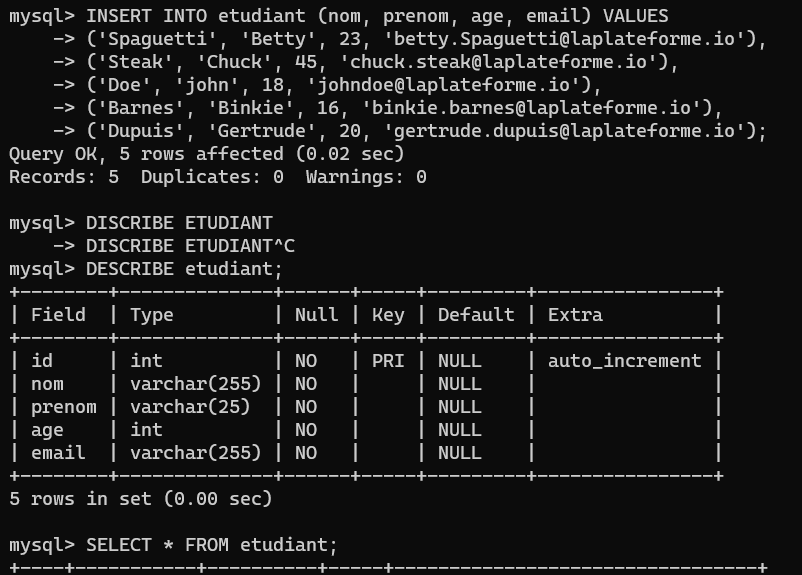 mysql> INSERT INTO etudiant (nom, prenom, age, email) VALUES
    -> ('Spaguetti', 'Betty', 23, 'betty.Spaguetti@laplateforme.io'),
    -> ('Steak', 'Chuck', 45, 'chuck.steak@laplateforme.io'),
    -> ('Doe', 'john', 18, 'johndoe@laplateforme.io'),
    -> ('Barnes', 'Binkie', 16, 'binkie.barnes@laplateforme.io'),
    -> ('Dupuis', 'Gertrude', 20, 'gertrude.dupuis@laplateforme.io');
Query OK, 5 rows affected (0.02 sec)
Records: 5  Duplicates: 0  Warnings: 0

mysql> DISCRIBE ETUDIANT
    -> DISCRIBE ETUDIANT^C
mysql> DESCRIBE etudiant;
+--------+--------------+------+-----+---------+----------------+
| Field  | Type         | Null | Key | Default | Extra          |
+--------+--------------+------+-----+---------+----------------+
| id     | int          | NO   | PRI | NULL    | auto_increment |
| nom    | varchar(255) | NO   |     | NULL    |                |
| prenom | varchar(25)  | NO   |     | NULL    |                |
| age    | int          | NO   |     | NULL    |                |
| email  | varchar(255) | NO   |     | NULL    |                |
+--------+--------------+------+-----+---------+----------------+
5 rows in set (0.00 sec)

mysql> SELECT * FROM etudiant;
+----+-----------+----------+-----+---------------------------------+